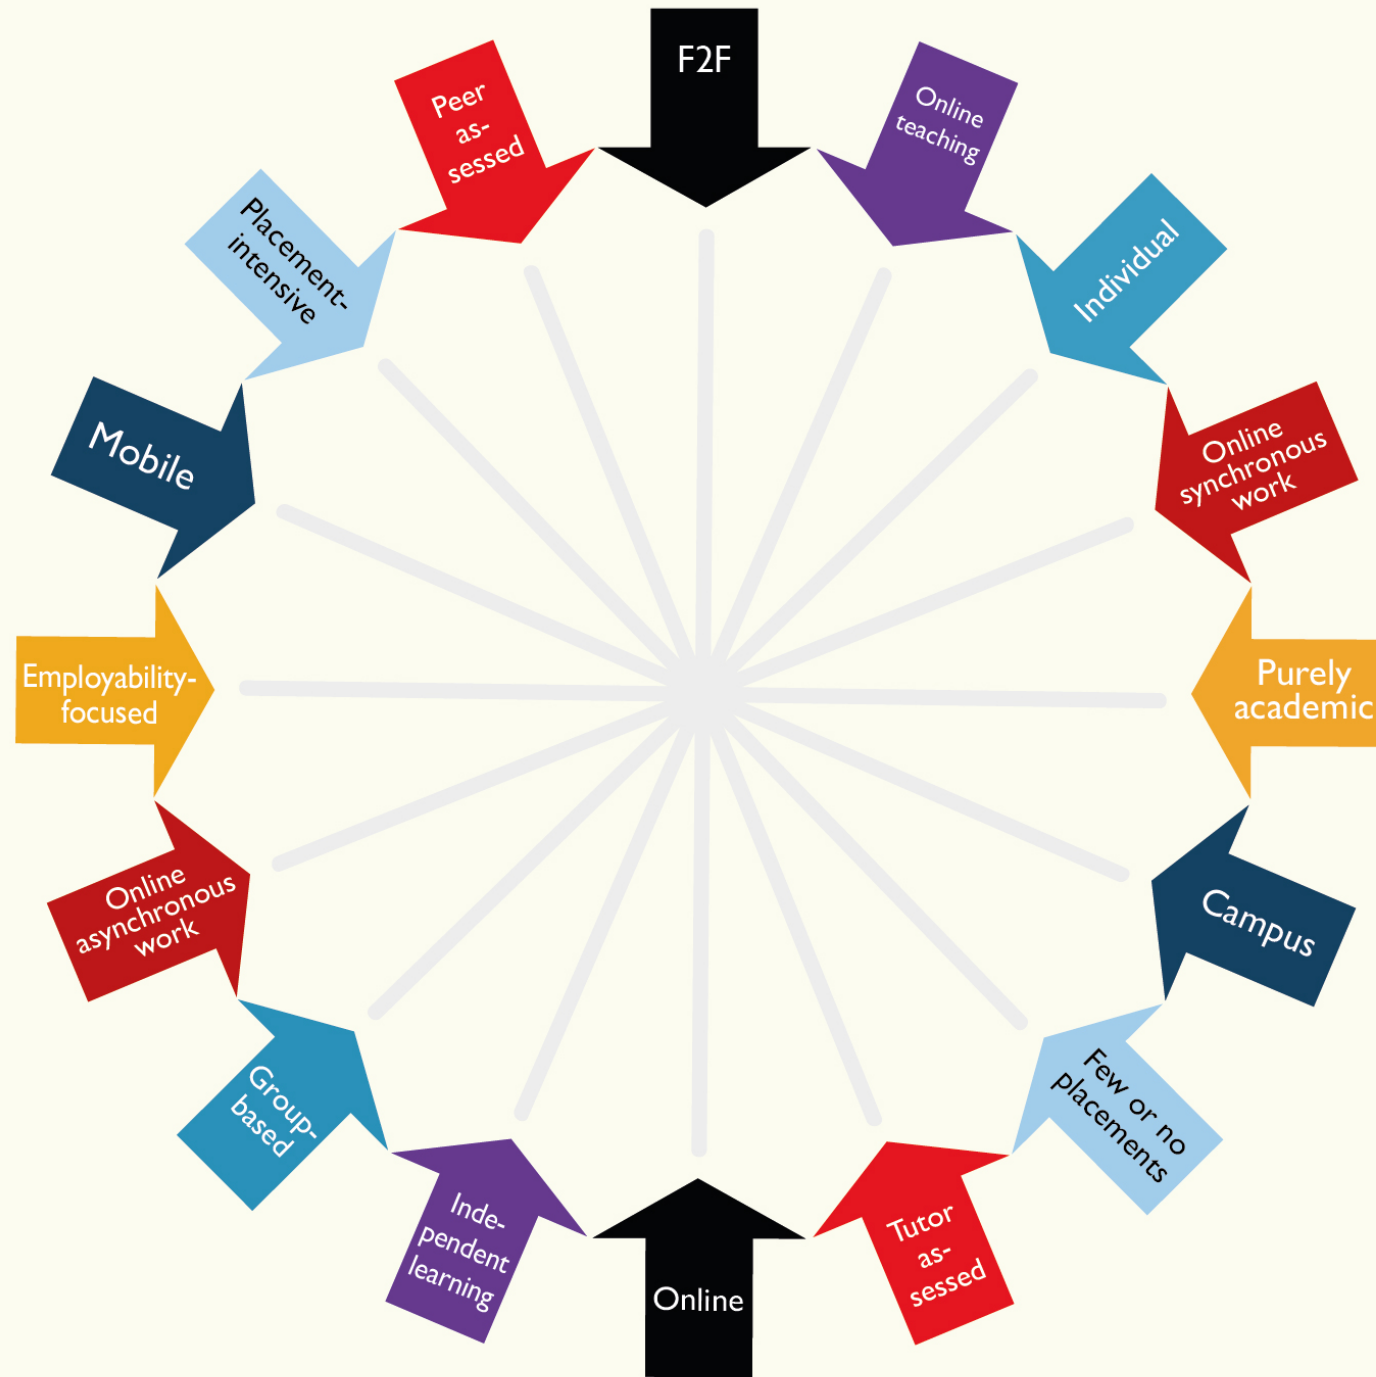 F2F
Online
teaching
Individual
Online
synchronous
work
Purely
academic
Campus
Few or no
placements
Tutor
as-
sessed
Online
Inde-
pendent
learning
Group-
based
Online
asynchronous
work
Employability-
focused
Mobile
Placement-
intensive
Peer
as-
sessed